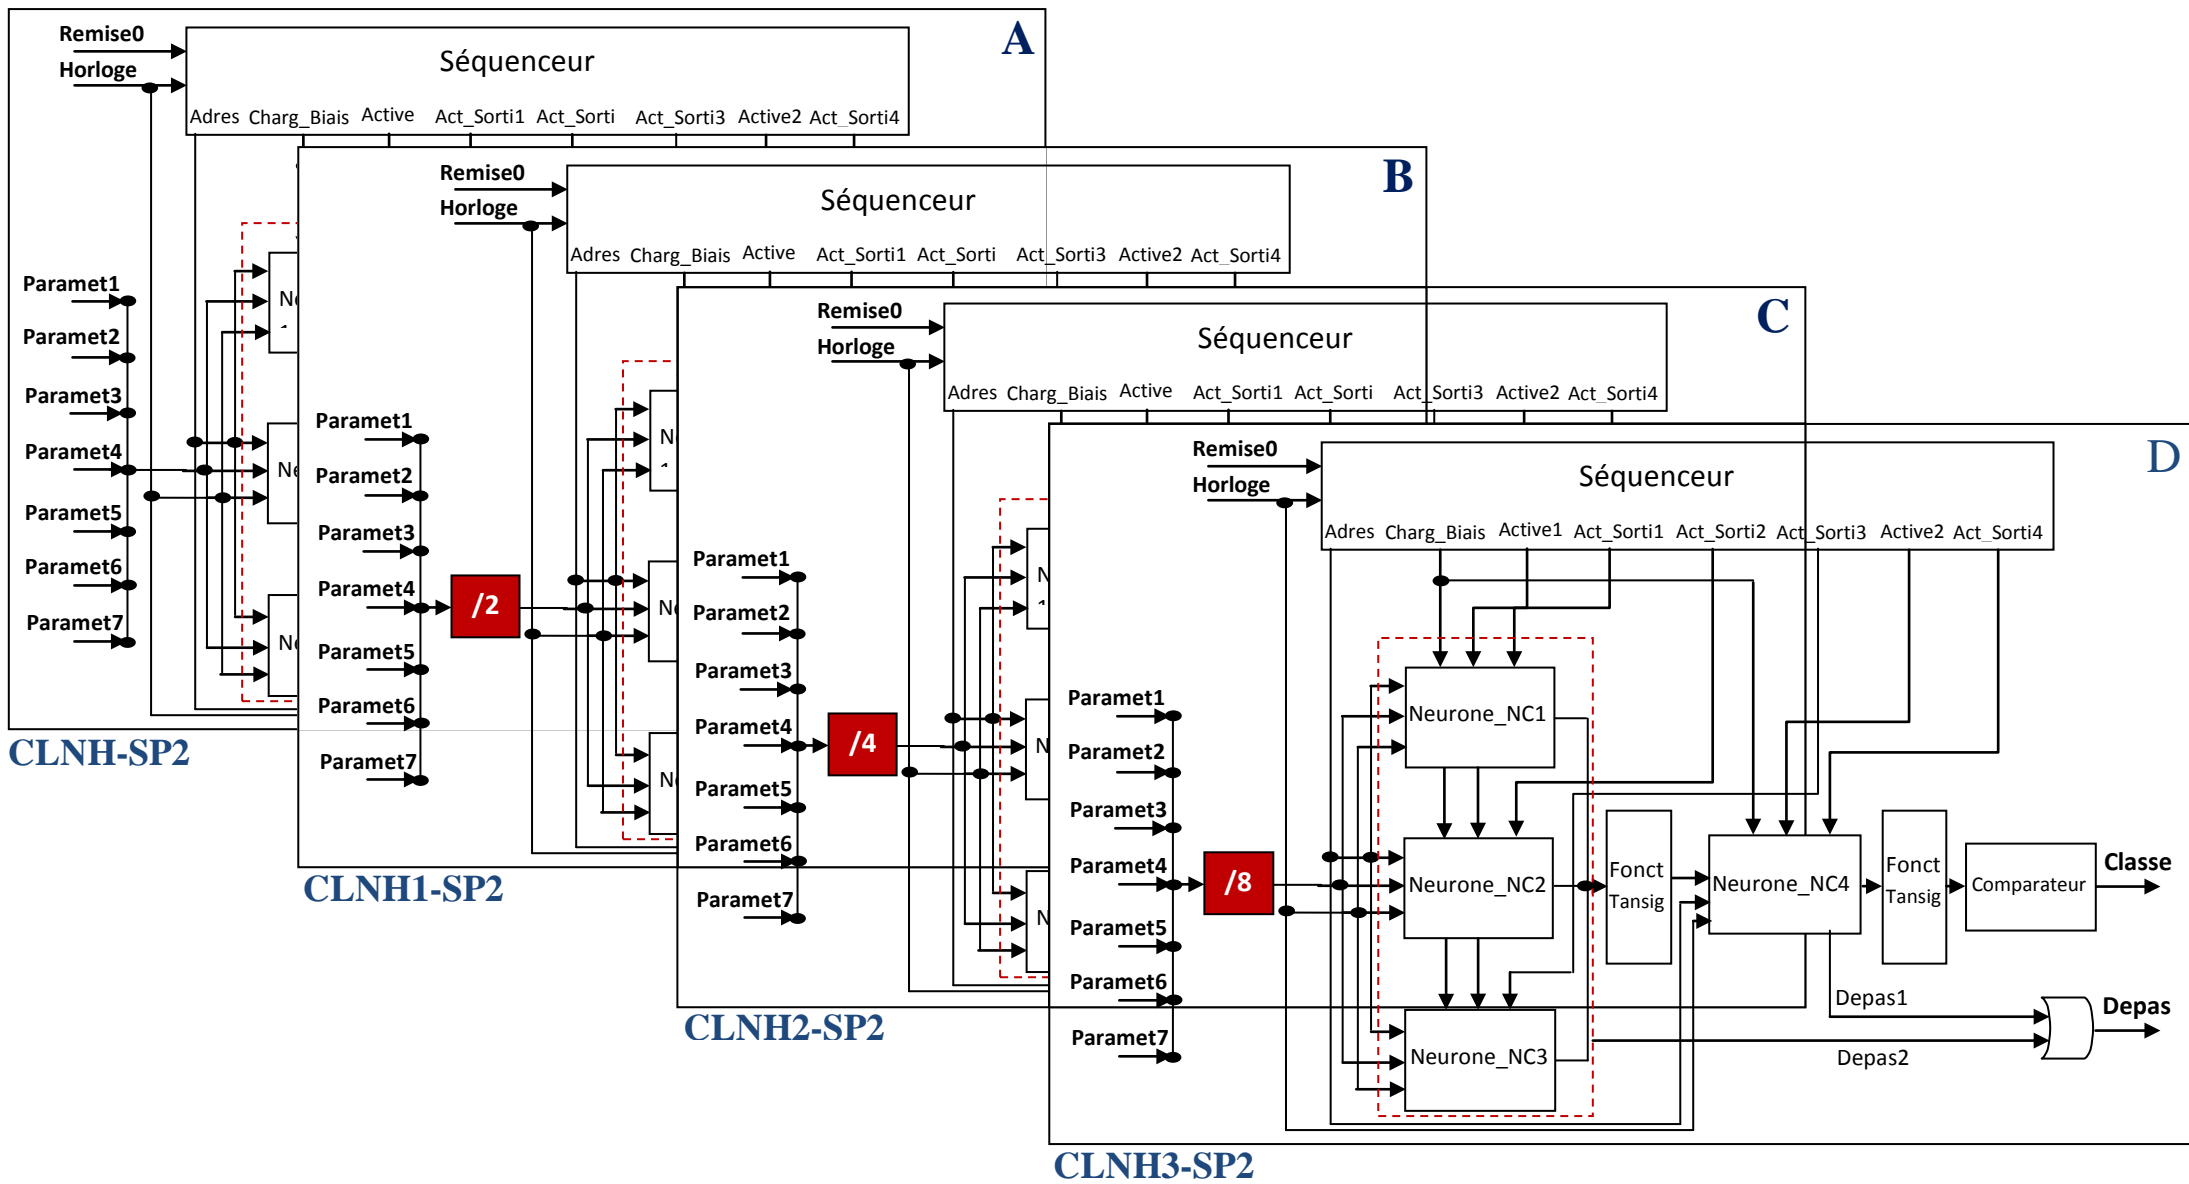 A
Remise0
Horloge
Séquenceur
Adres Charg_Biais Active Act_Sorti1 Act_Sorti Act_Sorti3 Active2 Act_Sorti4
Paramet1
Paramet2
Paramet3
Paramet4
Paramet5
Paramet6
Paramet7
CLNH-SP2
B
Remise0
Horloge
Séquenceur
Adres Charg_Biais Active Act_Sorti1 Act_Sorti Act_Sorti3 Active2 Act_Sorti4
Paramet1
Paramet2
Paramet3
Paramet4
/2
Paramet5
Paramet6
Paramet7
CLNH1-SP2
C
Remise0
Horloge
Séquenceur
Adres Charg_Biais Active Act_Sorti1 Act_Sorti Act_Sorti3 Active2 Act_Sorti4
Paramet1
Paramet2
Paramet3
Paramet4
/4
Paramet5
Paramet6
Paramet7
CLNH2-SP2
D
Remise0
Horloge
Séquenceur
Adres Charg_Biais Active1 Act_Sorti1 Act_Sorti2 Act_Sorti3 Active2 Act_Sorti4
Paramet1
Paramet2
Paramet3
Paramet4
/8
Paramet5
Paramet6
Paramet7
Neurone_NC1
Neurone_NC2
Neurone_NC3
Fonct
Tansig
Neurone_NC4
Fonct
Tansig
Comparateur
Classe
Depas1
Depas2
Depas
CLNH3-SP2